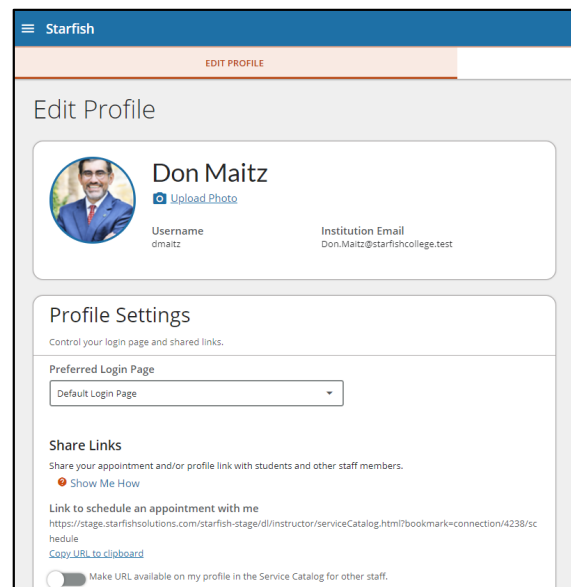 Starfish
EDIT PROFILE
Edit Profile
Don Maitz
Upload Photo
Username
dmaitz
Institution Email
Don.Maitz@starfishcollege.test
Profile Settings
Control your login page and shared links.
Preferred Login Page
Default Login Page
Share Links
Share your appointment and/or profile link with students and other staff members.
Show Me How
Link to schedule an appointment with me
https://stage.starfishsolutions.com/starfish-stage/dl/instructor/serviceCatalog.html?bookmark=connection/4238/sc
hedule
Copy URL to clipboard
Make URL available on my profile in the Service Catalog for other staff.